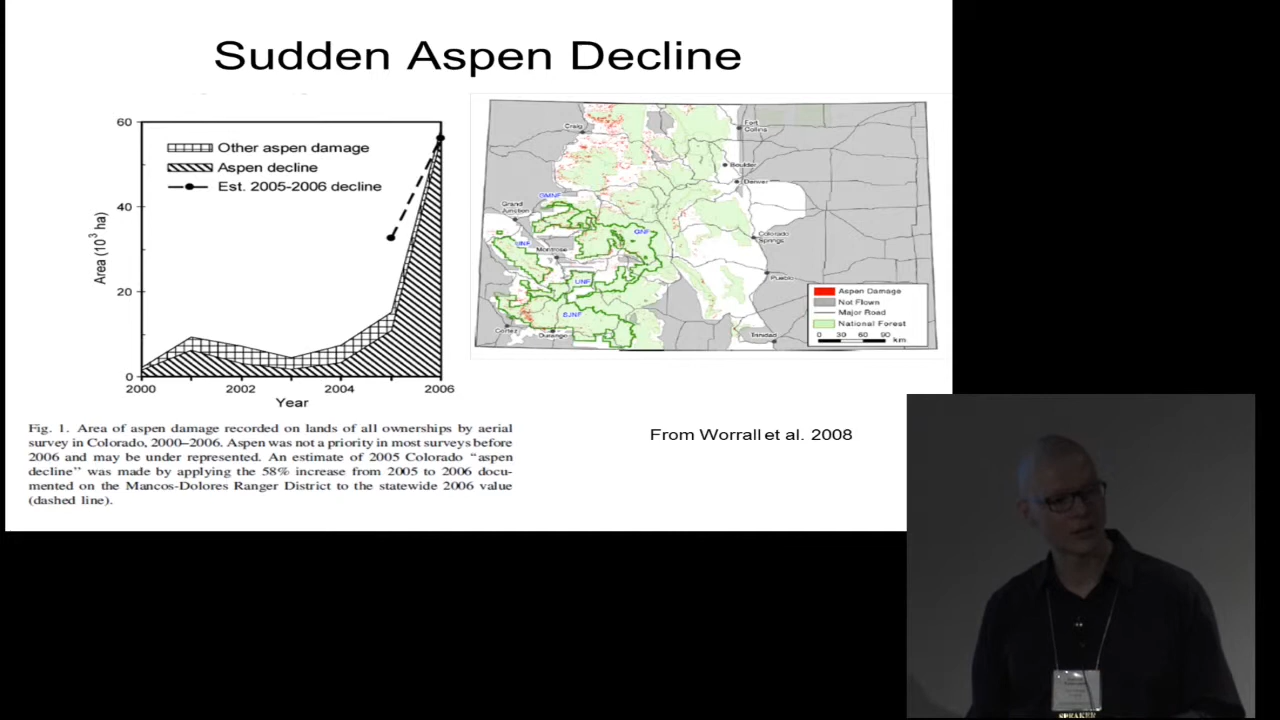 Sudden Aspen Decline
60
40
20
0
Area (10³ ha)
Other aspen damage
Aspen decline
Est. 2005-2006 decline
2000
2002
2004
2006
Year
Craig
Fort
Collins
Boulder
Denver
GMNF
Grand
Junction
UNF
GNF
Montrose
Colorado
Springs
UNF
Pueblo
SJNF
Cortez
Durango
Trinidad
Aspen Damage
Not Flown
Major Road
National Forest
0 30 60 90
km
Fig. 1. Area of aspen damage recorded on lands of all ownerships by aerial
survey in Colorado, 2000–2006. Aspen was not a priority in most surveys before
2006 and may be under represented. An estimate of 2005 Colorado “aspen
decline” was made by applying the 58% increase from 2005 to 2006 docu-
mented on the Mancos-Dolores Ranger District to the statewide 2006 value
(dashed line).
From Worrall et al. 2008
SPEAKER